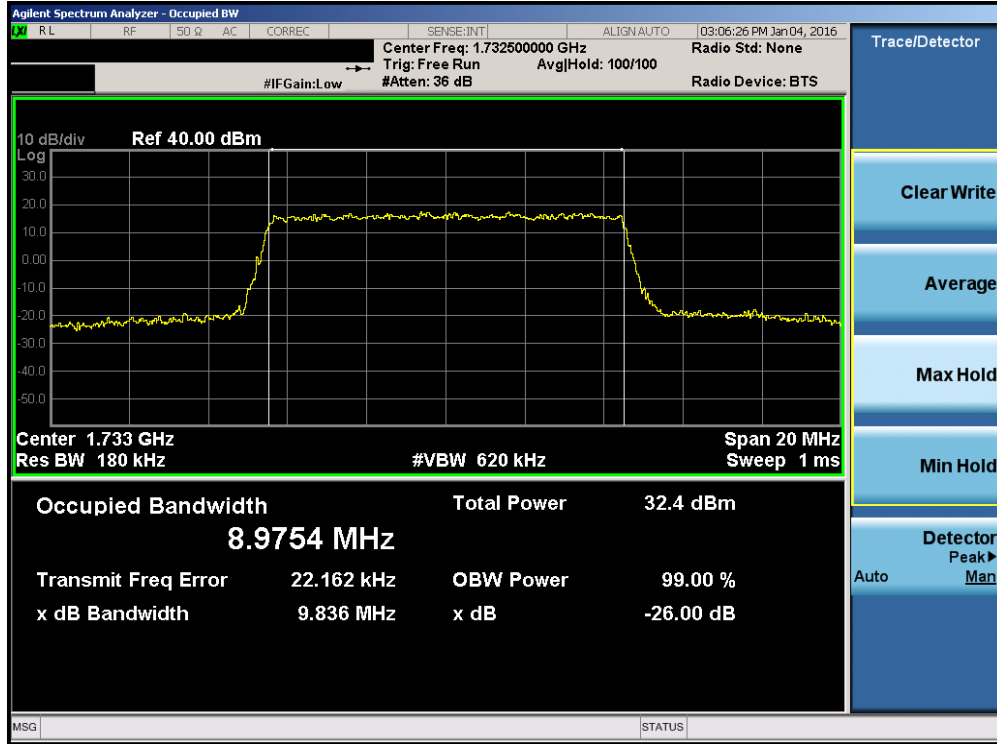 Agilent Spectrum Analyzer - Occupied BW
LXI RL RF 50 Ω AC CORREC SENSE:INT ALIGN AUTO 03:06:26 PM Jan 04, 2016
Center Freq: 1.732500000 GHz Radio Std: None
Trig: Free Run Avg|Hold: 100/100
#IFGain:Low #Atten: 36 dB Radio Device: BTS
10 dB/div Ref 40.00 dBm
Log
30.0
20.0
10.0
0.00
-10.0
-20.0
-30.0
-40.0
-50.0
Center 1.733 GHz Span 20 MHz
Res BW 180 kHz #VBW 620 kHz Sweep 1 ms
Occupied Bandwidth Total Power 32.4 dBm
8.9754 MHz
Transmit Freq Error 22.162 kHz OBW Power 99.00 %
x dB Bandwidth 9.836 MHz x dB -26.00 dB
MSG STATUS
Trace/Detector
Clear Write
Average
Max Hold
Min Hold
Detector
Peak▶
Auto Man